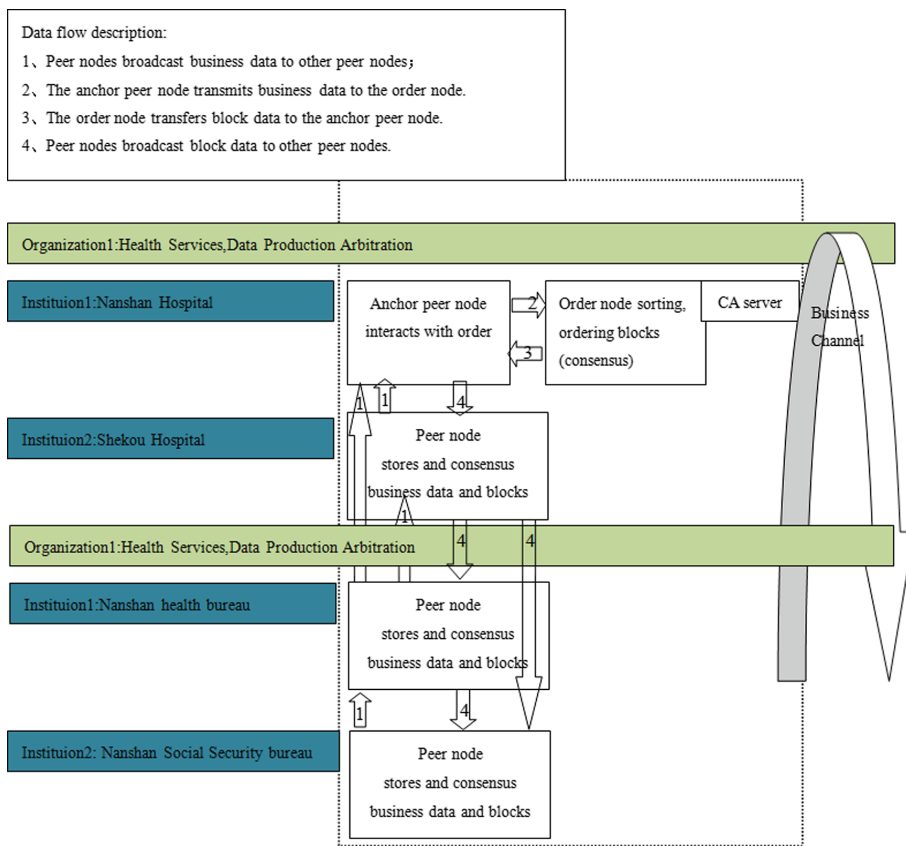 Data flow description:
1、Peer nodes broadcast business data to other peer nodes；
2、The anchor peer node transmits business data to the order node.
3、The order node transfers block data to the anchor peer node.
4、Peer nodes broadcast block data to other peer nodes.
Organization1:Health Services,Data Production Arbitration
Instituion1:Nanshan Hospital
Anchor peer node
interacts with order
2
3
Order node sorting,
ordering blocks
(consensus)
CA server
Business
Channel
1
1
4
Instituion2:Shekou Hospital
Peer node
stores and consensus
business data and blocks
1
4
4
Organization1:Health Services,Data Production Arbitration
Instituion1:Nanshan health bureau
Peer node
stores and consensus
business data and blocks
1
4
Instituion2: Nanshan Social Security bureau
Peer node
stores and consensus
business data and blocks